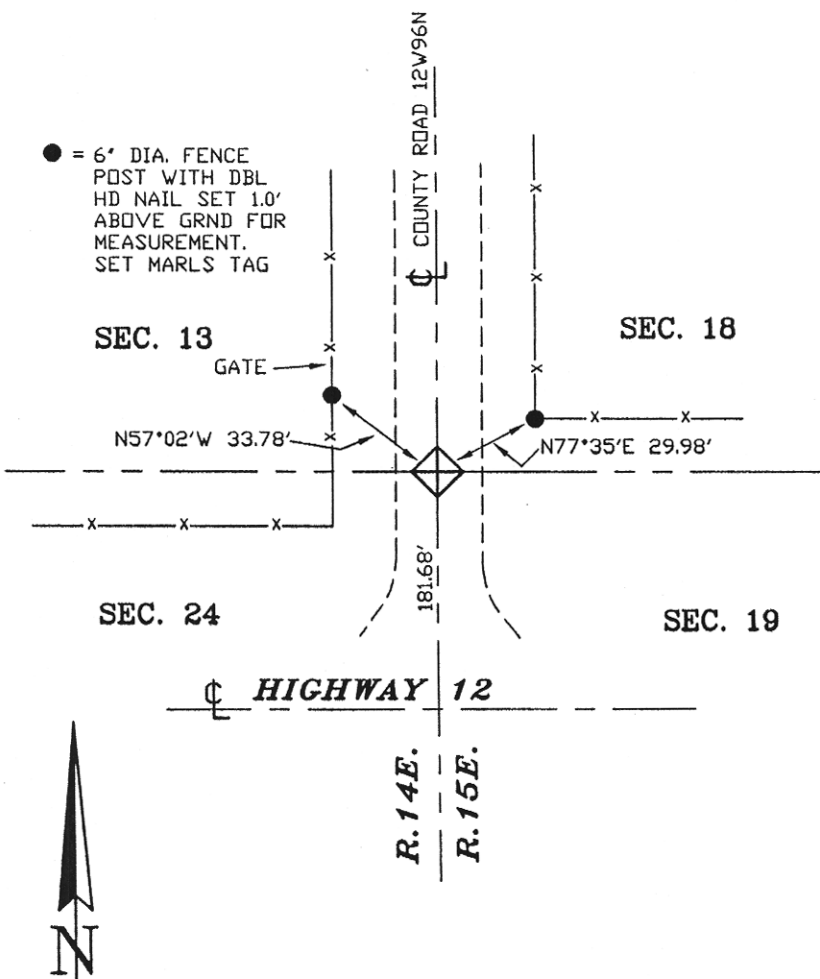 COUNTY ROAD 12W96N
= 6" DIA. FENCE
POST WITH DBL
HD NAIL SET 1.0'
ABOVE GRND FOR
MEASUREMENT.
SET MARLS TAG
℄
SEC. 13
SEC. 18
GATE
N57°02'W 33.78'
N77°35'E 29.98'
181.68'
SEC. 24
SEC. 19
℄ HIGHWAY 12
R.14E.
R.15E.
N